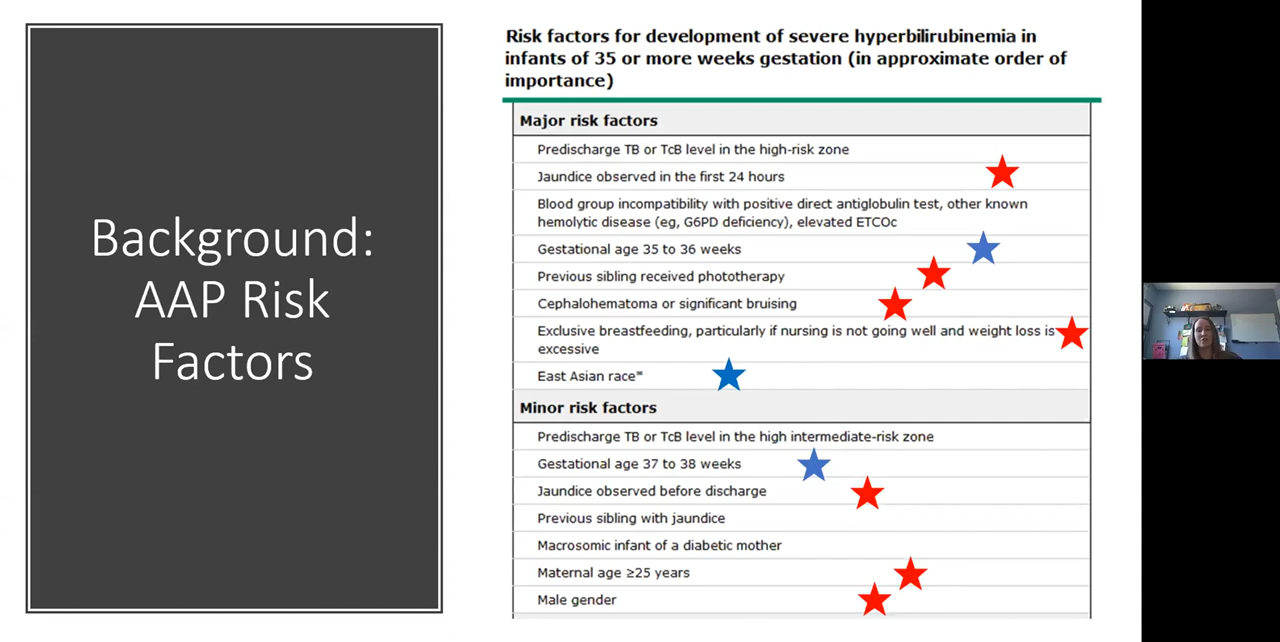 Background:
AAP Risk
Factors
Risk factors for development of severe hyperbilirubinemia in
infants of 35 or more weeks gestation (in approximate order of
importance)
Major risk factors
Predischarge TB or TcB level in the high-risk zone
Jaundice observed in the first 24 hours
Blood group incompatibility with positive direct antiglobulin test, other known
hemolytic disease (eg, G6PD deficiency), elevated ETCOc
Gestational age 35 to 36 weeks
Previous sibling received phototherapy
Cephalohematoma or significant bruising
Exclusive breastfeeding, particularly if nursing is not going well and weight loss is
excessive
East Asian race*
Minor risk factors
Predischarge TB or TcB level in the high intermediate-risk zone
Gestational age 37 to 38 weeks
Jaundice observed before discharge
Previous sibling with jaundice
Macrosomic infant of a diabetic mother
Maternal age ≥25 years
Male gender